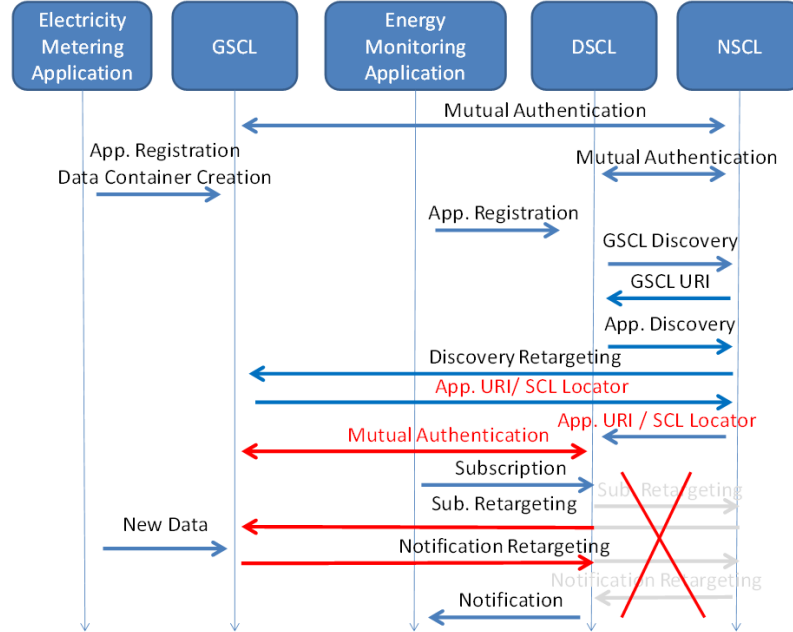 Electricity
Metering
Application
GSCL
Energy
Monitoring
Application
DSCL
NSCL
Mutual Authentication
App. Registration
Data Container Creation
Mutual Authentication
App. Registration
GSCL Discovery
GSCL URI
App. Discovery
Discovery Retargeting
App. URI/ SCL Locator
App. URI / SCL Locator
Mutual Authentication
Subscription
Sub. Retargeting
Sub. Retargeting
New Data
Notification Retargeting
Notification Retargeting
Notification